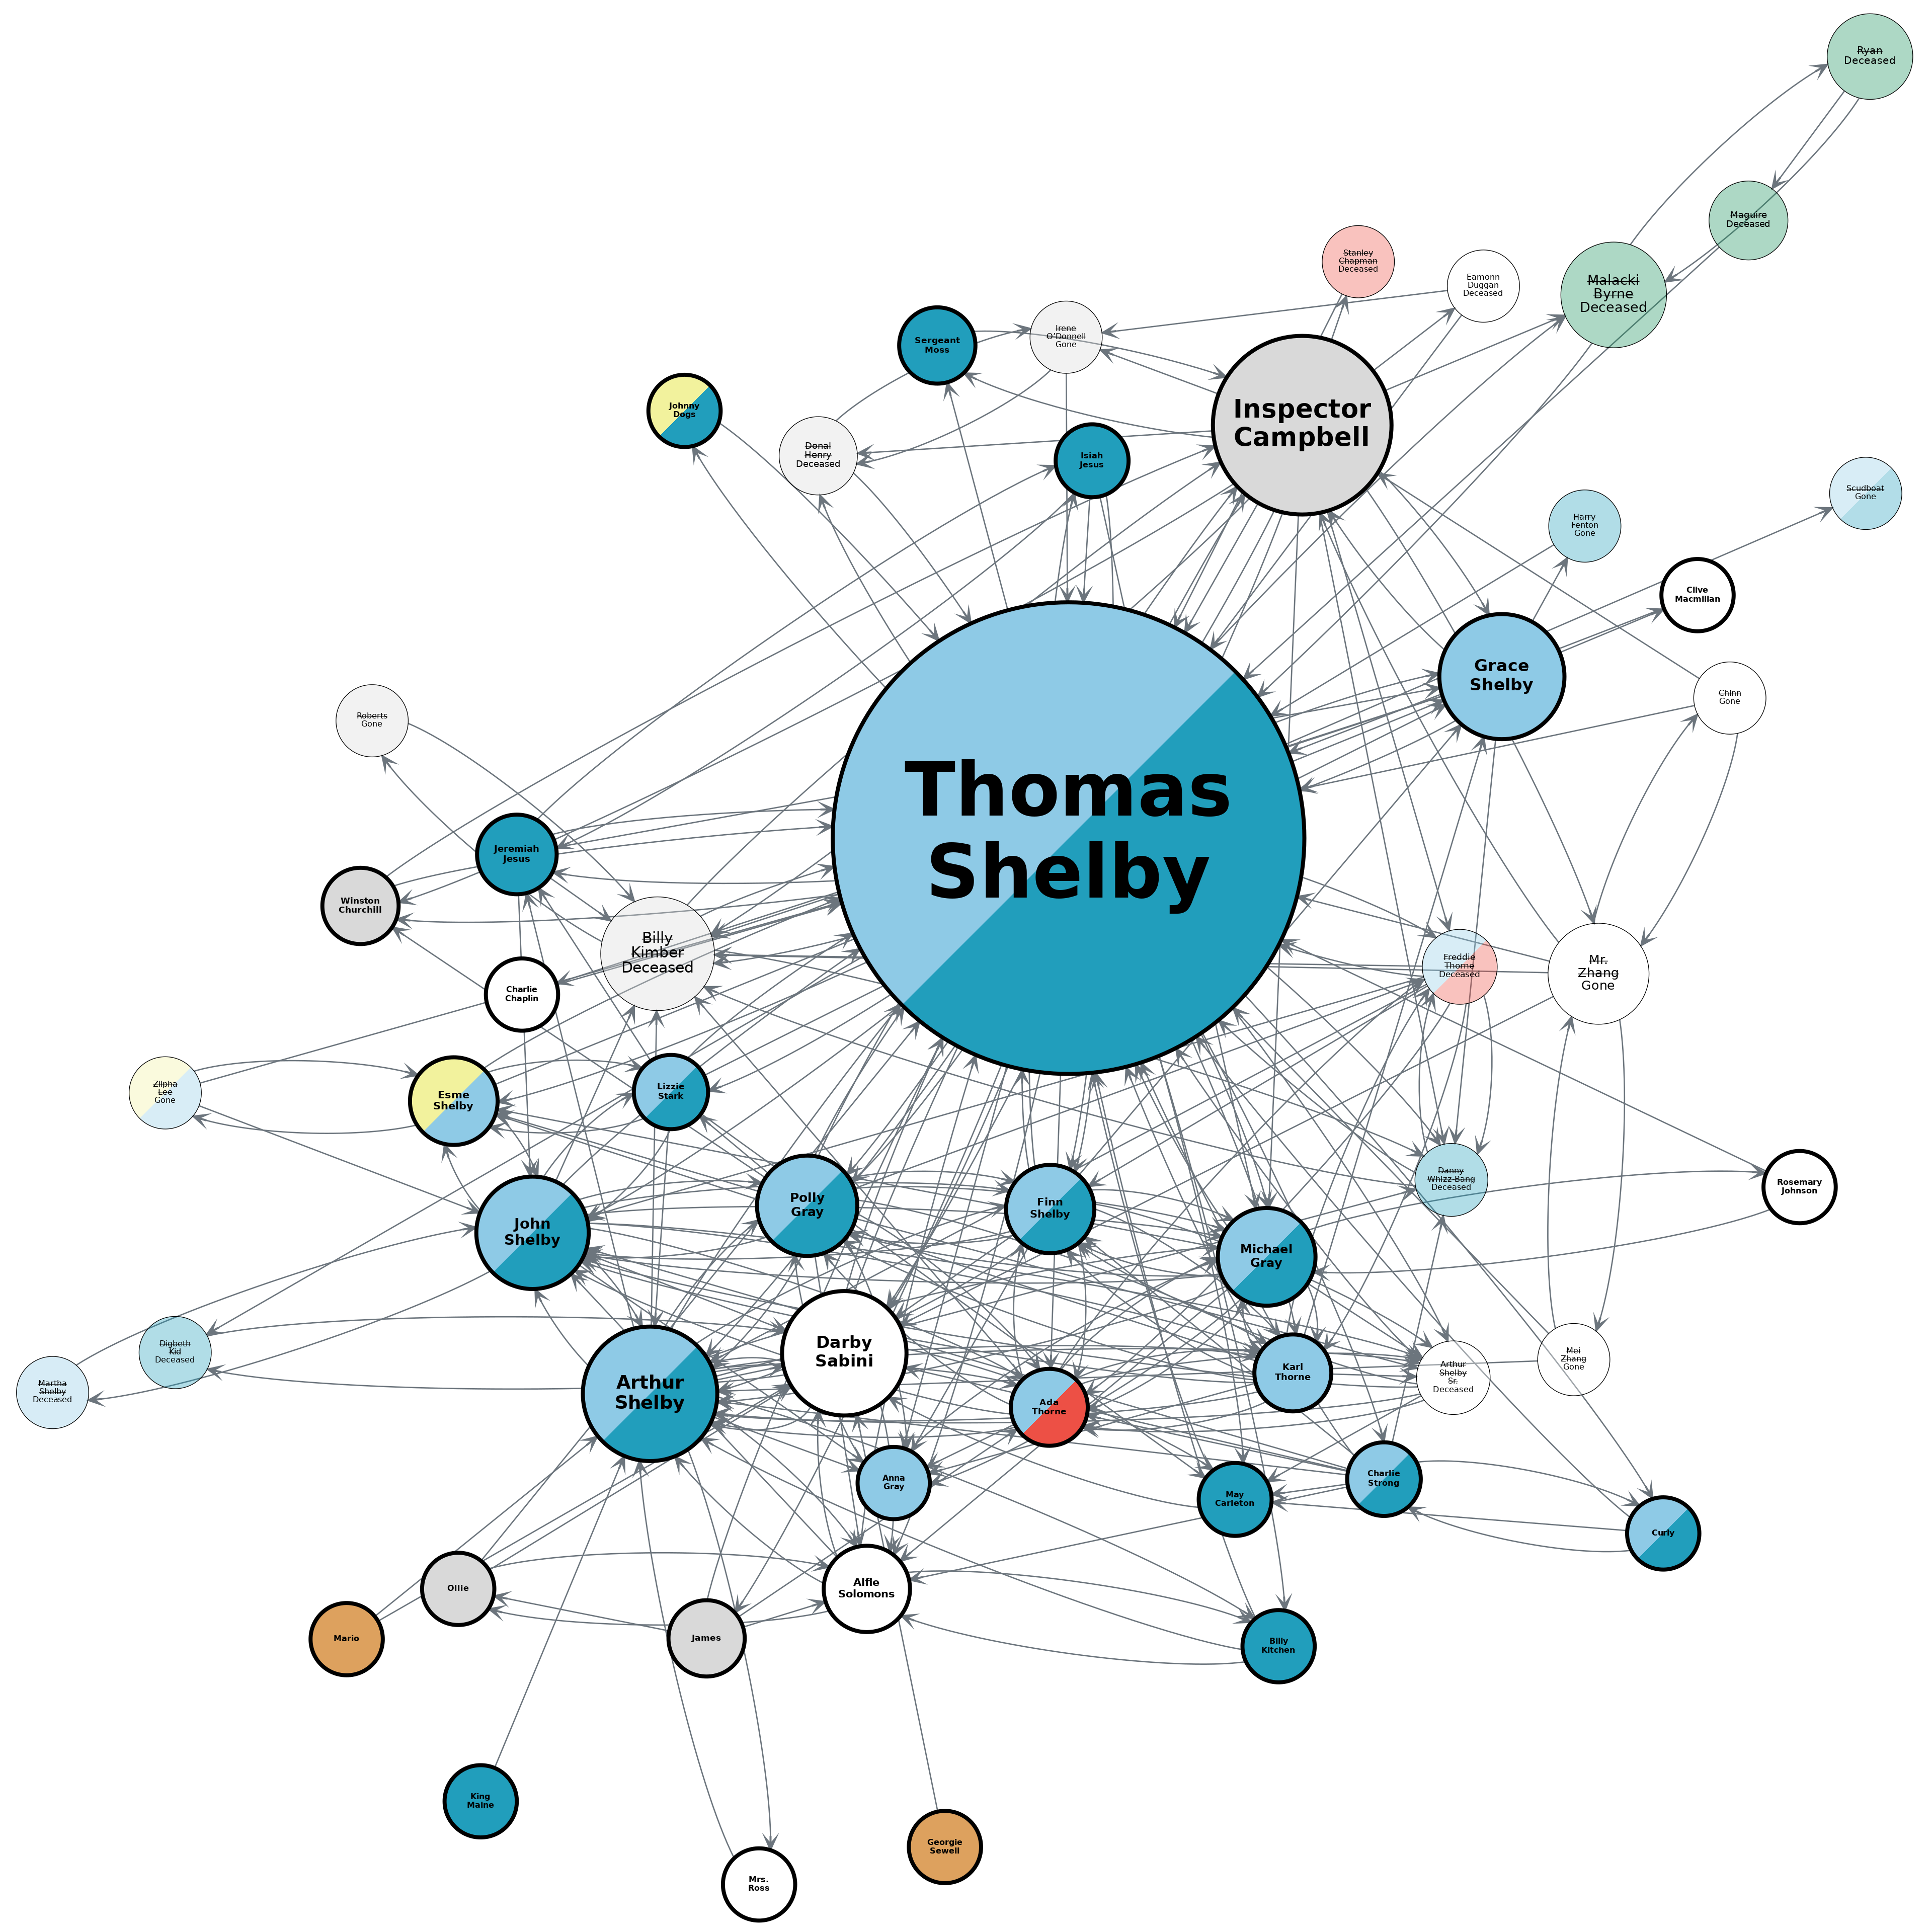 Ryan
Deceased
Maguire
Deceased
Stanley
Chapman
Deceased
Eamonn
Duggan
Deceased
Malacki
Byrne
Deceased
Sergeant
Moss
Irene
O'Donnell
Gone
Johnny
Dogs
Inspector
Campbell
Donal
Henry
Deceased
Isiah
Jesus
Scudboat
Gone
Harry
Fenton
Gone
Clive
Macmillan
Grace
Shelby
Chinn
Gone
Roberts
Gone
Thomas
Shelby
Jeremiah
Jesus
Winston
Churchill
Billy
Kimber
Deceased
Freddie
Thorne
Deceased
Mr.
Zhang
Gone
Charlie
Chaplin
Zilpha
Lee
Gone
Esme
Shelby
Lizzie
Stark
Danny
Whizz-Bang
Deceased
Rosemary
Johnson
Polly
Gray
Finn
Shelby
John
Shelby
Michael
Gray
Digbeth
Kid
Deceased
Darby
Sabini
Mei
Zhang
Gone
Karl
Thorne
Arthur
Shelby
Sr.
Deceased
Martha
Shelby
Deceased
Arthur
Shelby
Ada
Thorne
Anna
Gray
Charlie
Strong
May
Carleton
Curly
Ollie
Alfie
Solomons
Mario
James
Billy
Kitchen
King
Maine
Georgie
Sewell
Mrs.
Ross